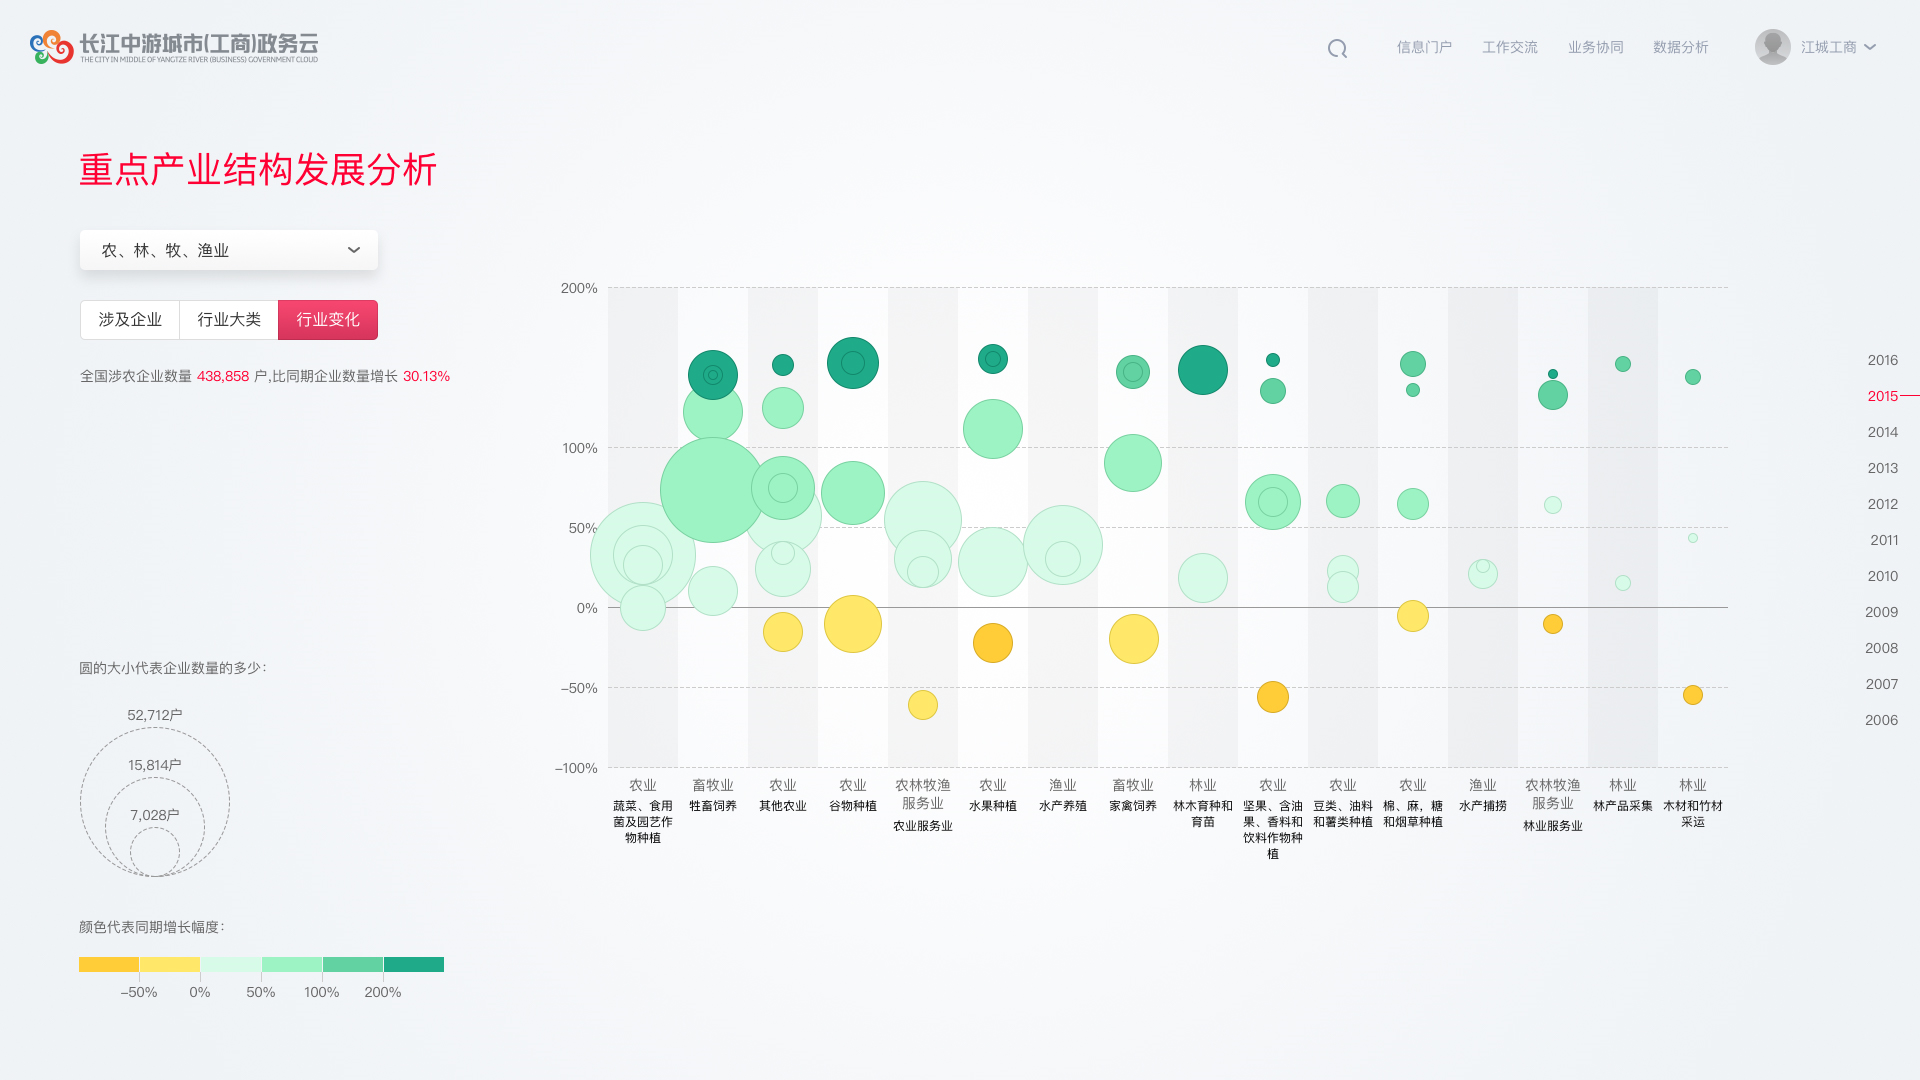 长江中游城市(工商)政务云
THE CITY IN MIDDLE OF YANGTZE RIVER (BUSINESS) GOVERNMENT CLOUD
信息门户
工作交流
业务协同
数据分析
江城工商
重点产业结构发展分析
农、林、牧、渔业
涉及企业
行业大类
行业变化
全国涉农企业数量 438,858 户,比同期企业数量增长 30.13%
圆的大小代表企业数量的多少:
52,712户
15,814户
7,028户
颜色代表同期增长幅度:
–50%
0%
50%
100%
200%
200%
100%
50%
0%
–50%
–100%
农业
蔬菜、食用
菌及园艺作
物种植
畜牧业
牲畜饲养
农业
其他农业
农业
谷物种植
农林牧渔
服务业
农业服务业
农业
水果种植
渔业
水产养殖
畜牧业
家禽饲养
林业
林木育种和
育苗
农业
坚果、含油
果、香料和
饮料作物种
植
农业
豆类、油料
和薯类种植
农业
棉、麻，糖
和烟草种植
渔业
水产捕捞
农林牧渔
服务业
林业服务业
林业
林产品采集
林业
木材和竹材
采运
2016
2015
2014
2013
2012
2011
2010
2009
2008
2007
2006